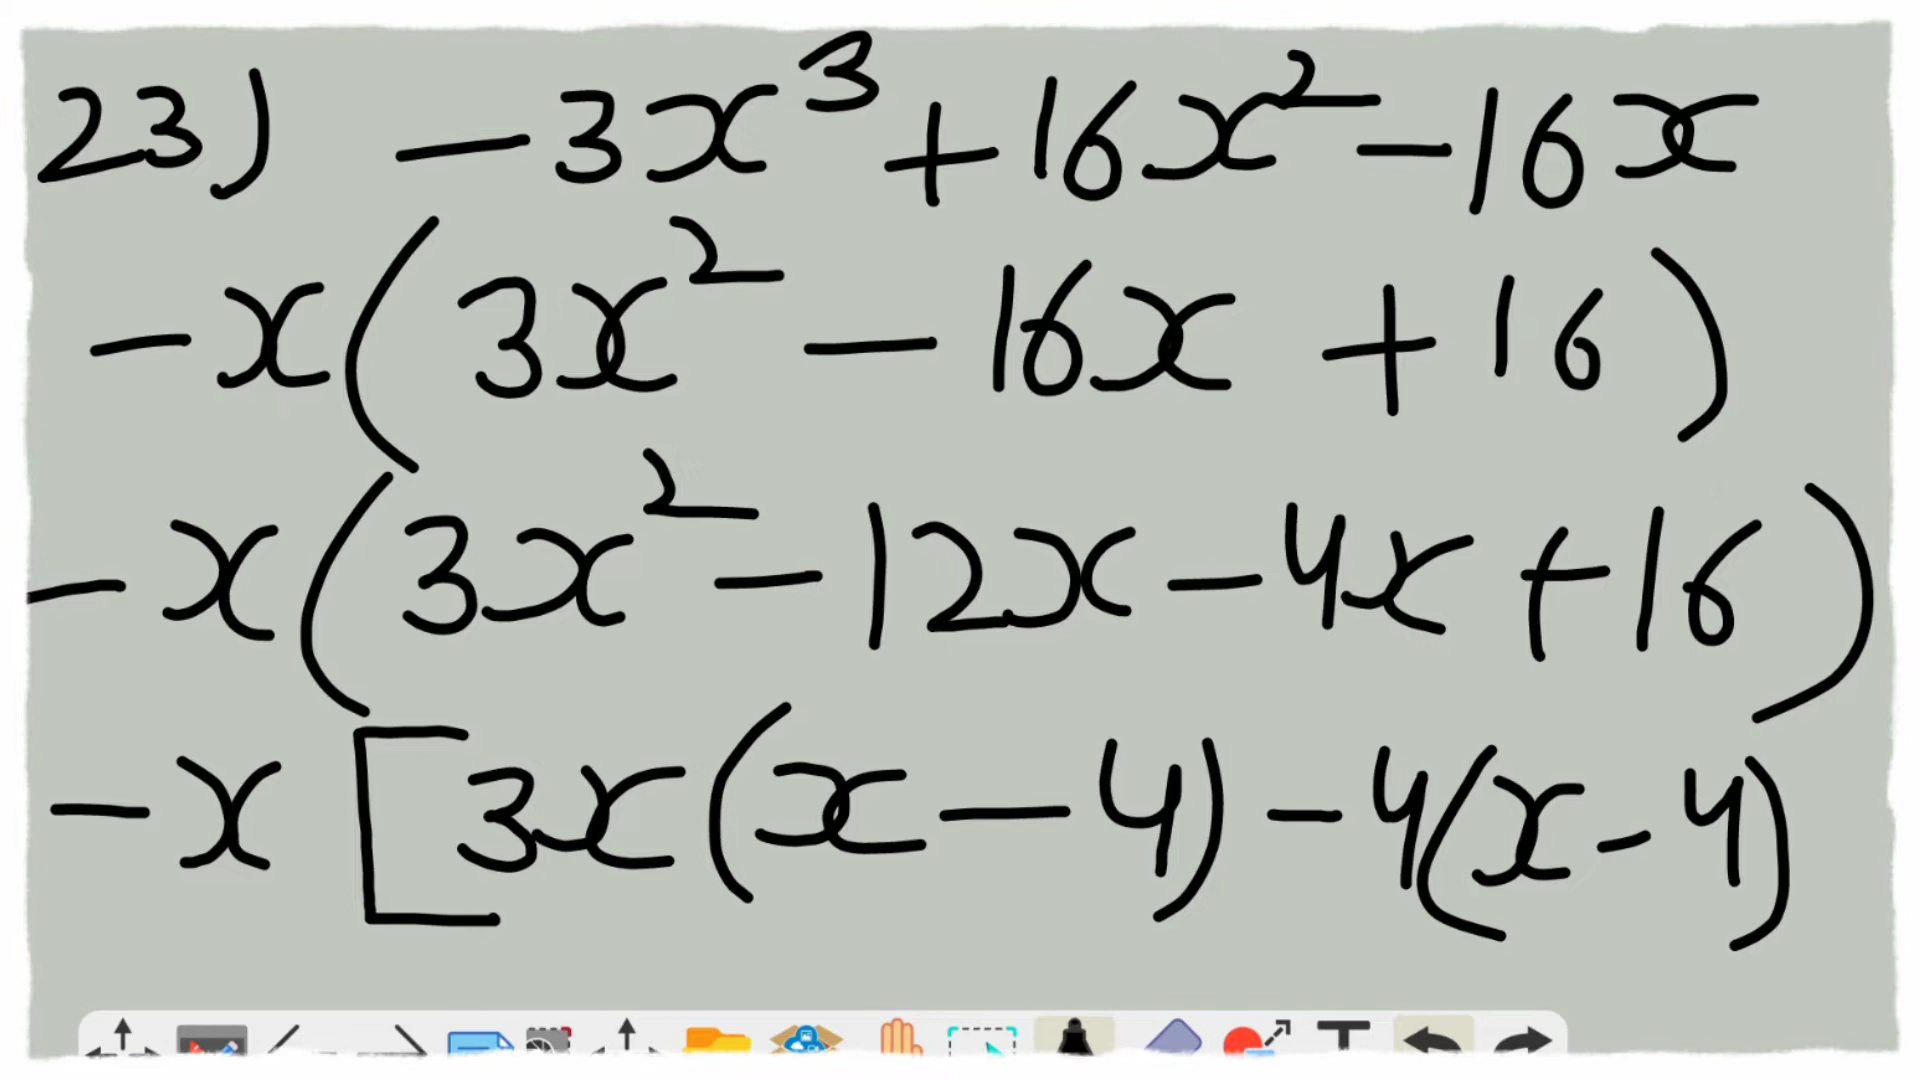 23) -3x³+16x²-16x
-x(3x²-16x+16)
-x(3x²-12x-4x+16)
-x[3x(x-4)-4(x-4)
T